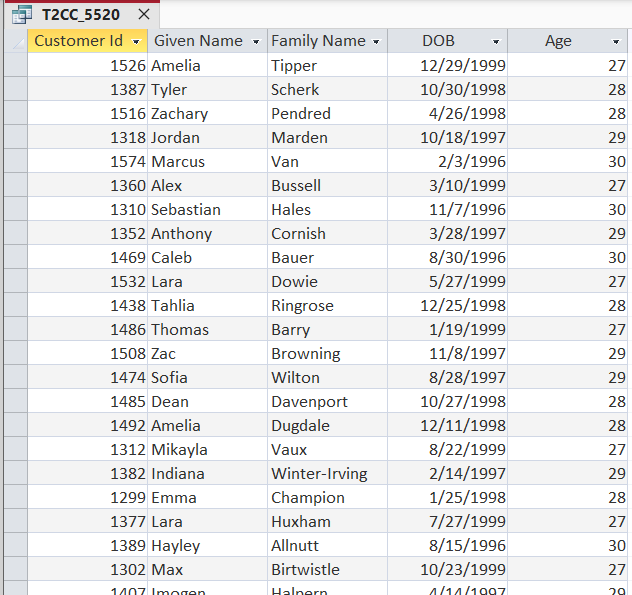 T2CC_5520
Customer Id Given Name Family Name DOB Age
1526 Amelia Tipper 12/29/1999 27
1387 Tyler Scherk 10/30/1998 28
1516 Zachary Pendred 4/26/1998 28
1318 Jordan Marden 10/18/1997 29
1574 Marcus Van 2/3/1996 30
1360 Alex Bussell 3/10/1999 27
1310 Sebastian Hales 11/7/1996 30
1352 Anthony Cornish 3/28/1997 29
1469 Caleb Bauer 8/30/1996 30
1532 Lara Dowie 5/27/1999 27
1438 Tahlia Ringrose 12/25/1998 28
1486 Thomas Barry 1/19/1999 27
1508 Zac Browning 11/8/1997 29
1474 Sofia Wilton 8/28/1997 29
1485 Dean Davenport 10/27/1998 28
1492 Amelia Dugdale 12/11/1998 28
1312 Mikayla Vaux 8/22/1999 27
1382 Indiana Winter-Irving 2/14/1997 29
1299 Emma Champion 1/25/1998 28
1377 Lara Huxham 7/27/1999 27
1389 Hayley Allnutt 8/15/1996 30
1302 Max Birtwistle 10/23/1999 27
1407 Imogen Halpern 4/14/1997 29